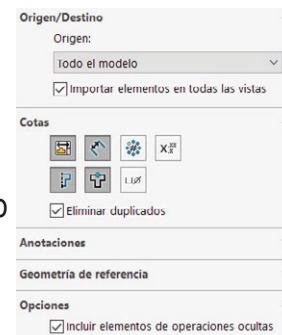 Origen/Destino
Origen:
Todo el modelo
Importar elementos en todas las vistas
Cotas
Eliminar duplicados
Anotaciones
Geometría de referencia
Opciones
Incluir elementos de operaciones ocultas